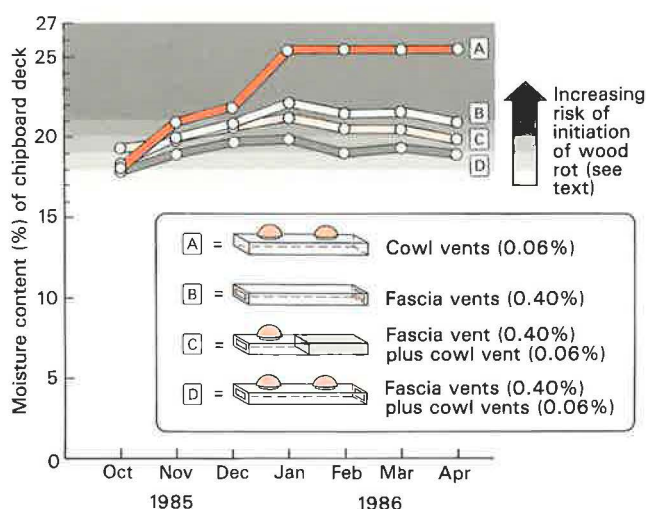 Moisture content (%) of chipboard deck
27
25
20
15
10
5
0
Oct Nov Dec Jan Feb Mar Apr
1985 1986
A
B
C
D
Increasing
risk of
initiation
of wood
rot (see
text)
A = Cowl vents (0.06%)
B = Fascia vents (0.40%)
C = Fascia vent (0.40%)
plus cowl vent (0.06%)
D = Fascia vents (0.40%)
plus cowl vents (0.06%)